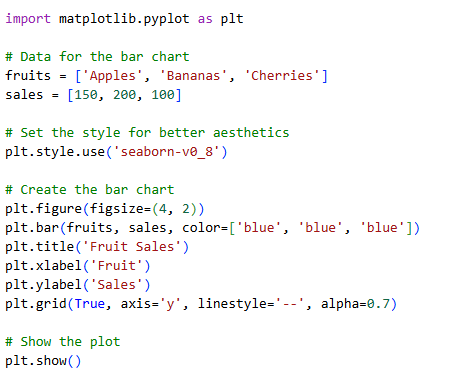 import matplotlib.pyplot as plt

# Data for the bar chart
fruits = ['Apples', 'Bananas', 'Cherries']
sales = [150, 200, 100]

# Set the style for better aesthetics
plt.style.use('seaborn-v0_8')

# Create the bar chart
plt.figure(figsize=(4, 2))
plt.bar(fruits, sales, color=['blue', 'blue', 'blue'])
plt.title('Fruit Sales')
plt.xlabel('Fruit')
plt.ylabel('Sales')
plt.grid(True, axis='y', linestyle='--', alpha=0.7)

# Show the plot
plt.show()